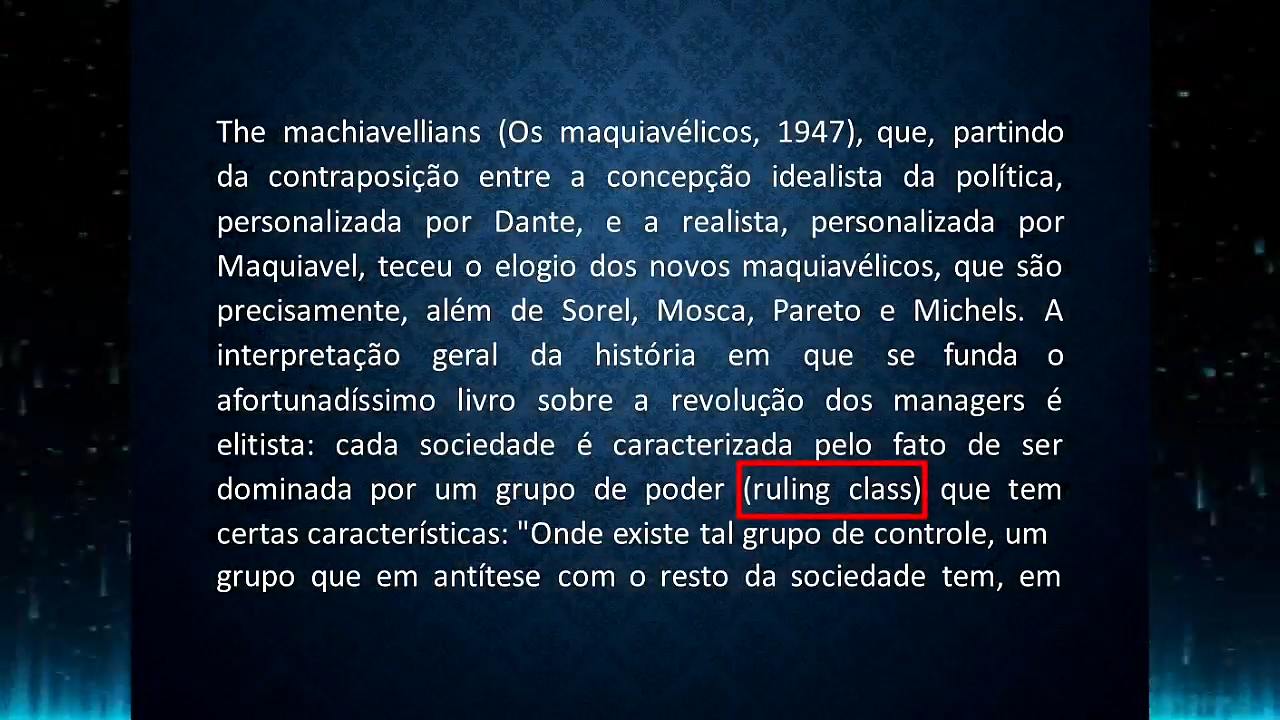 The machiavellians (Os maquiavélicos, 1947), que, partindo
da contraposição entre a concepção idealista da política,
personalizada por Dante, e a realista, personalizada por
Maquiavel, teceu o elogio dos novos maquiavélicos, que são
precisamente, além de Sorel, Mosca, Pareto e Michels. A
interpretação geral da história em que se funda o
afortunadíssimo livro sobre a revolução dos managers é
elitista: cada sociedade é caracterizada pelo fato de ser
dominada por um grupo de poder (ruling class) que tem
certas características: "Onde existe tal grupo de controle, um
grupo que em antítese com o resto da sociedade tem, em